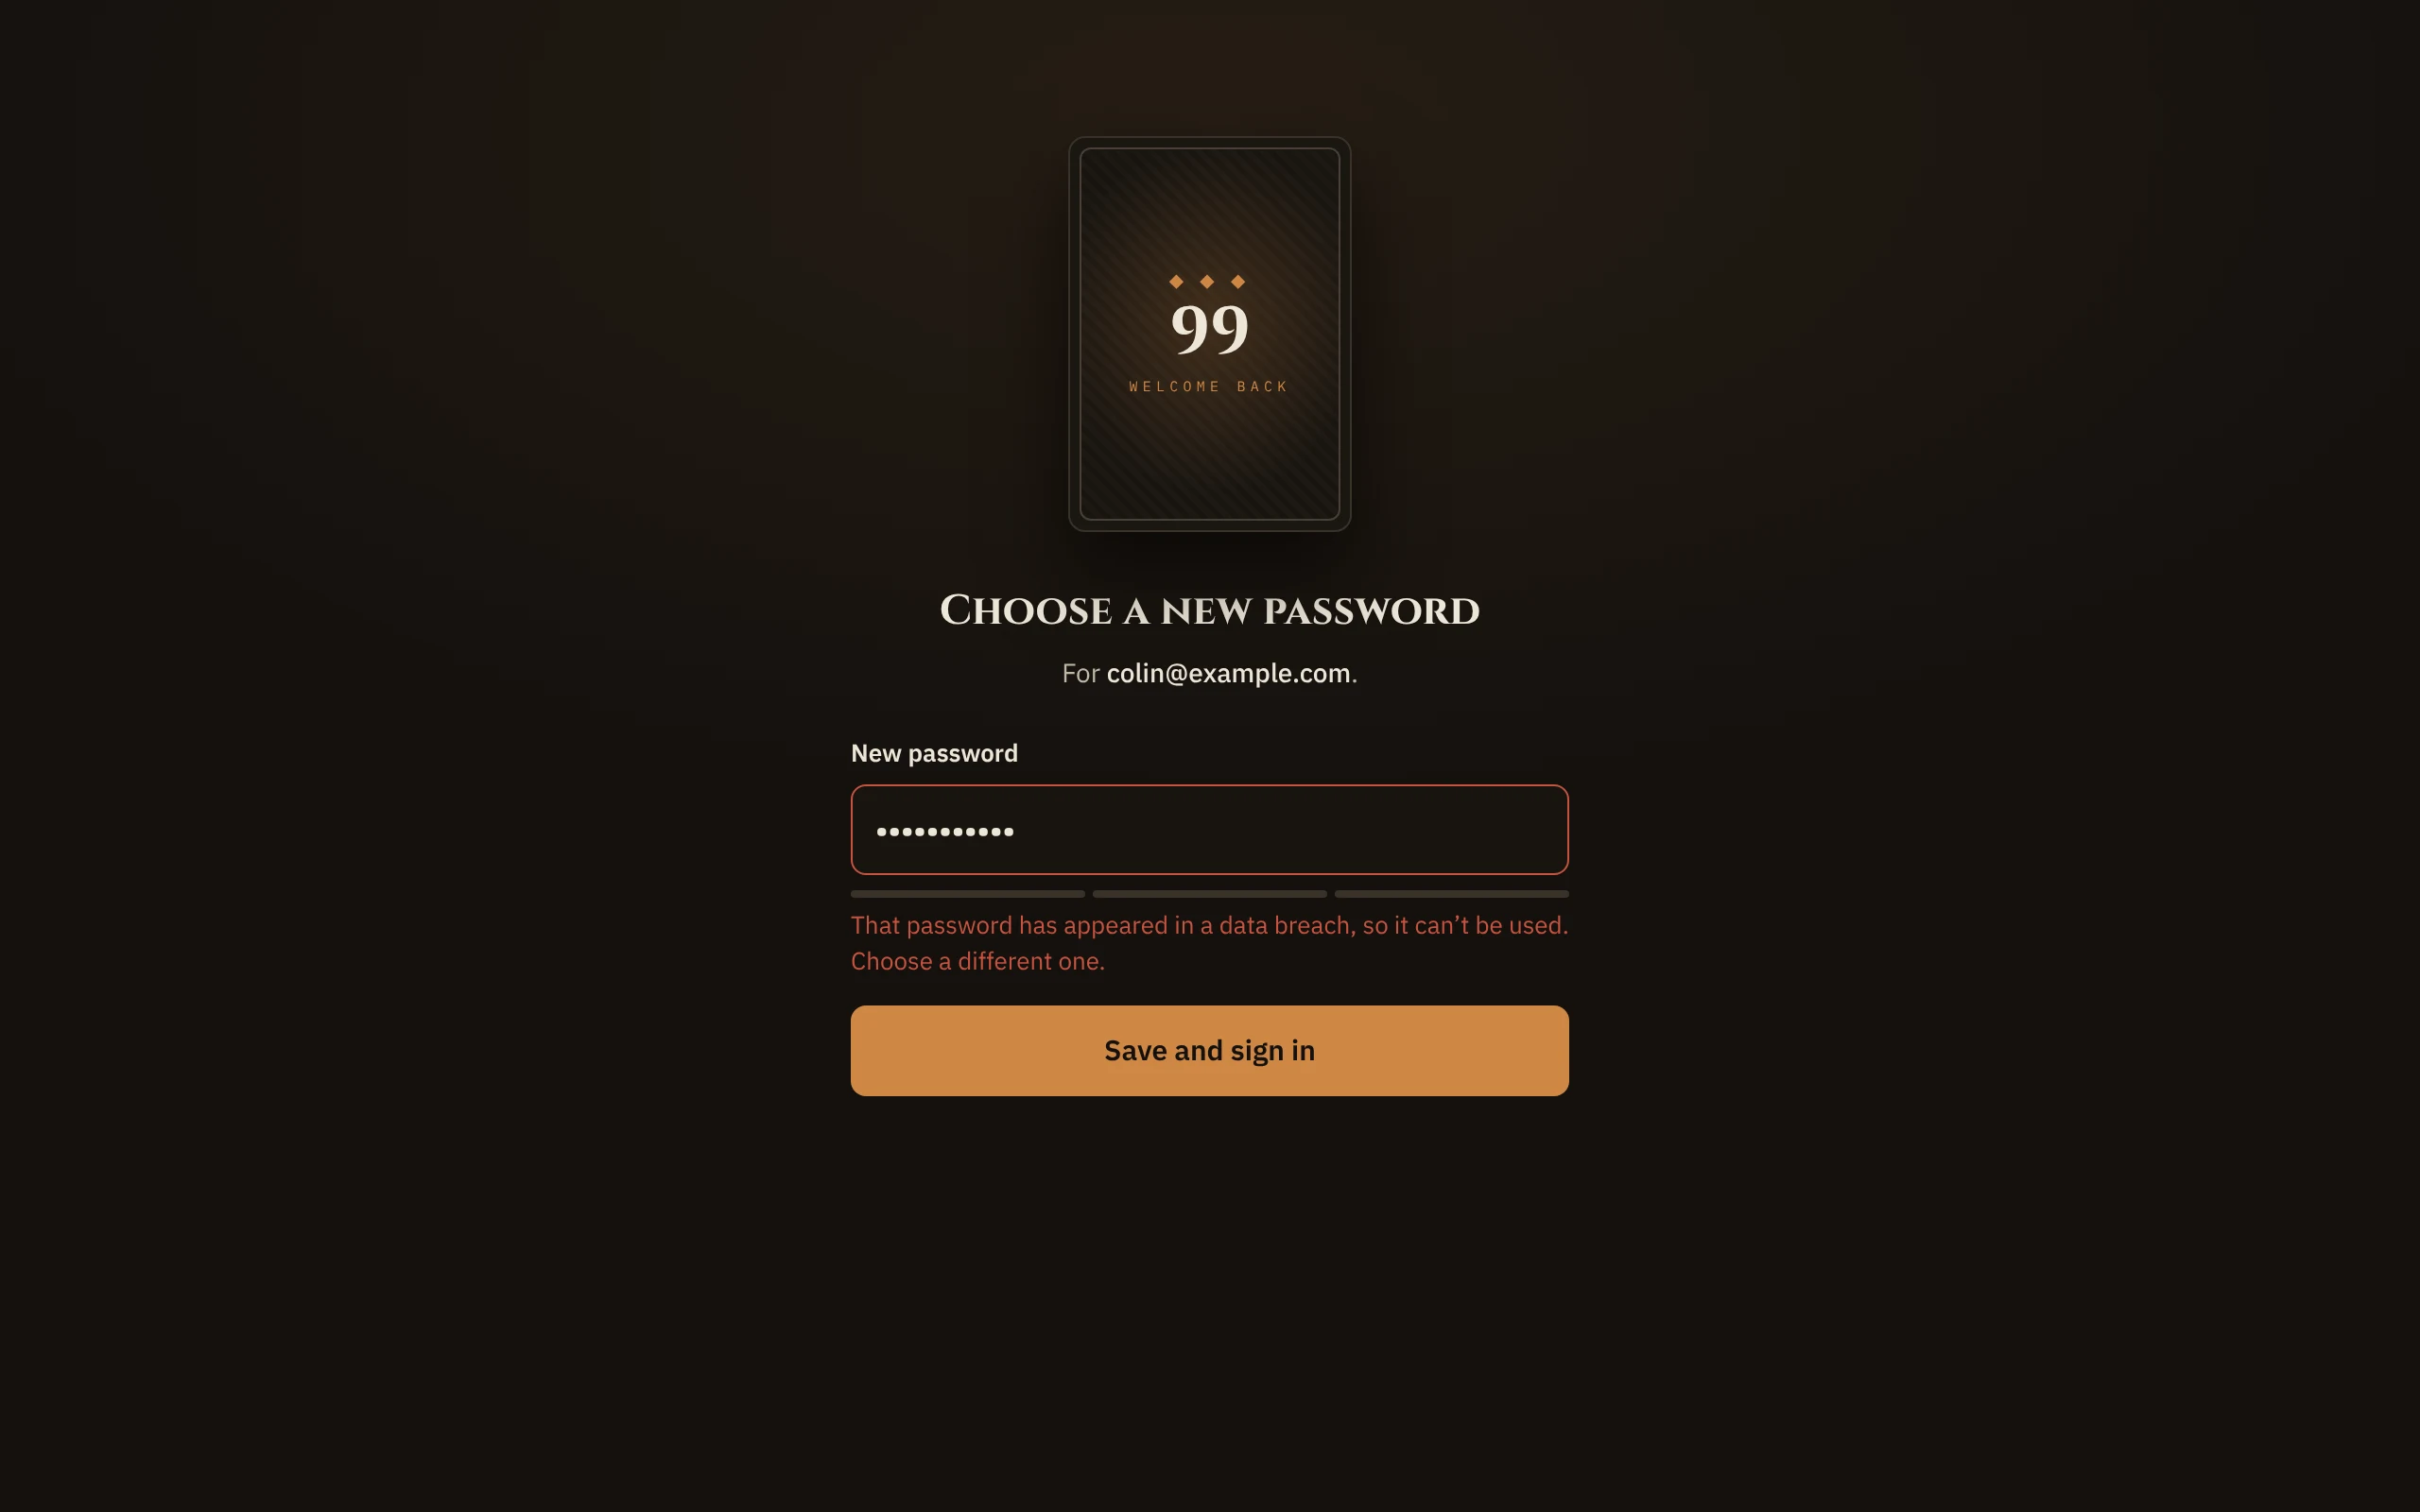 99
WELCOME BACK
Choose a new password
For colin@example.com.
New password
•••••••••••
That password has appeared in a data breach, so it can’t be used.
Choose a different one.
Save and sign in